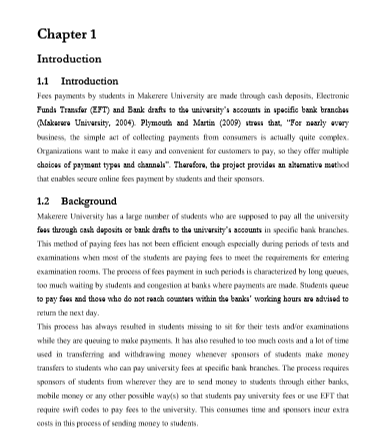 Chapter 1
Introduction
1.1 Introduction
Fees payments by students in Makerere University are made through cash deposits, Electronic
Funds Transfer (EFT) and Bank drafts to the university's accounts in specific bank branches
(Makerere University, 2004). Plymouth and Martin (2009) stress that, "For nearly every
business, the simple act of collecting payments from consumers is actually quite complex.
Organizations want to make it easy and convenient for customers to pay, so they offer multiple
choices of payment types and channels". Therefore, the project provides an alternative method
that enables secure online fees payment by students and their sponsors.
1.2 Background
Makerere University has a large number of students who are supposed to pay all the university
fees through cash deposits or bank drafts to the university's accounts in specific bank branches.
This method of paying fees has not been efficient enough especially during periods of tests and
examinations when most of the students are paying fees to meet the requirements for entering
examination rooms. The process of fees payment in such periods is characterized by long queues,
too much waiting by students and congestion at banks where payments are made. Students queue
to pay fees and those who do not reach counters within the banks' working hours are advised to
return the next day.
This process has always resulted in students missing to sit for their tests and/or examinations
while they are queuing to make payments. It has also resulted to too much costs and a lot of time
used in transferring and withdrawing money whenever sponsors of students make money
transfers to students who can pay university fees at specific bank branches. The process requires
sponsors of students from wherever they are to send money to students through either banks,
mobile money or any other possible way(s) so that students pay university fees or use EFT that
require swift codes to pay fees to the university. This consumes time and sponsors incur extra
costs in this process of sending money to students.